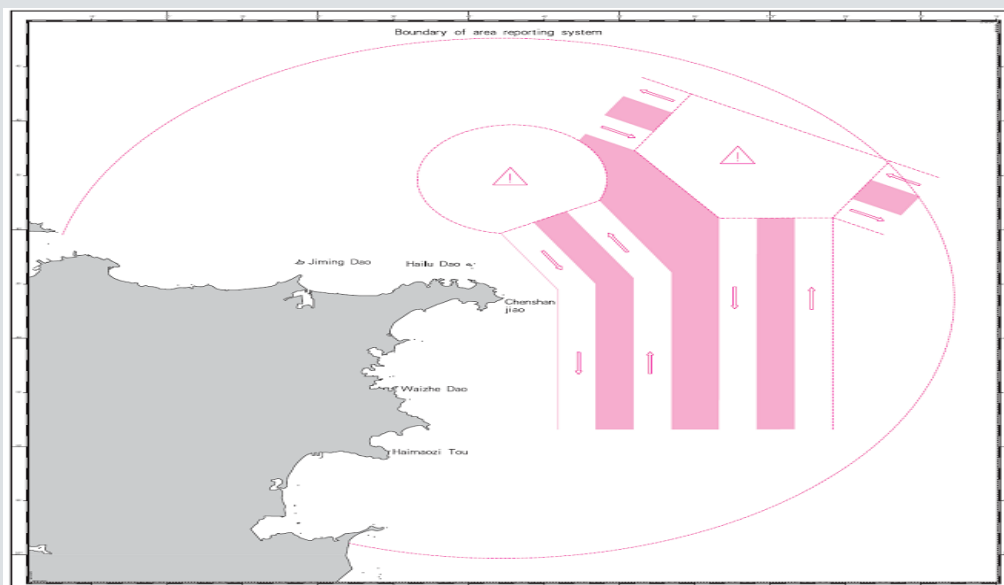 Boundary of area reporting system
Jiming Dao
Hailu Dao
Chenshan
jiao
Waizhe Dao
Haimaozi Tou